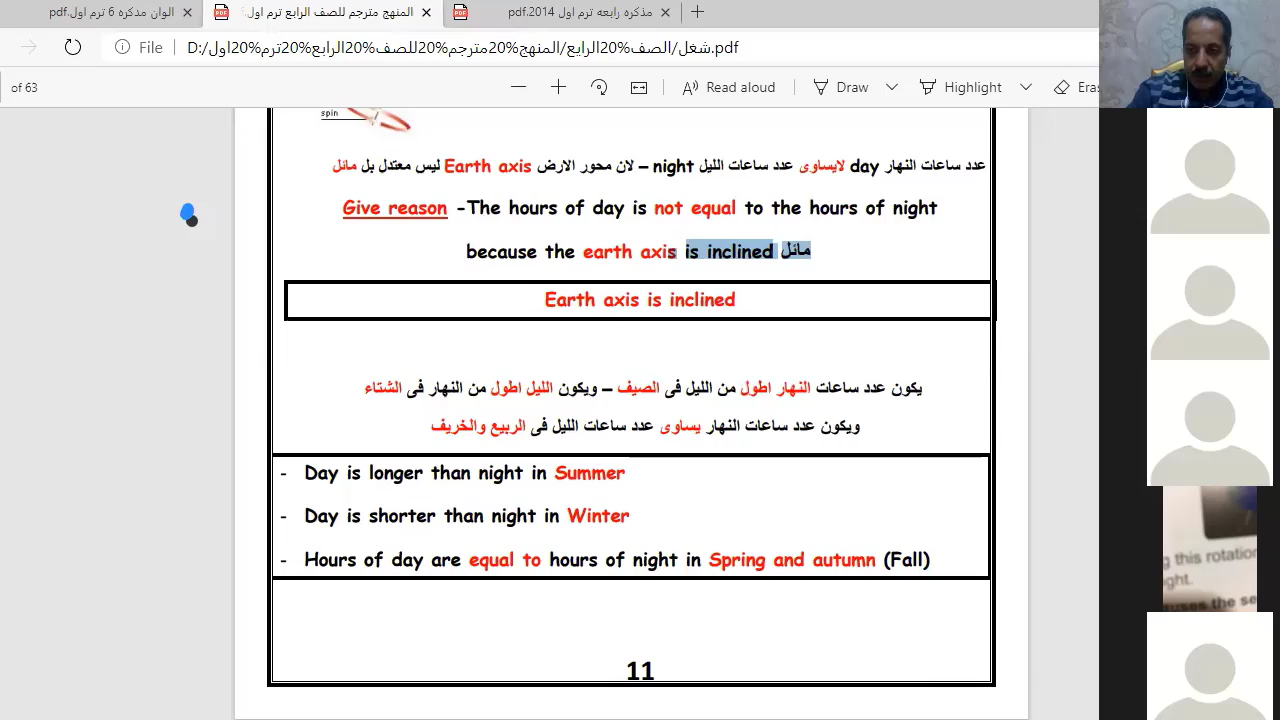 الوان مذكره 6 ترم اول.pdf
المنهج مترجم للصف الرابع ترم اول.
مذكره رابعه ترم اول 2014.pdf
File D:/شغل/الصف%20الرابع/المنهج%20مترجم%20للصف%20الرابع%20ترم%20اول.pdf
of 63
Read aloud
Draw
Highlight
Eras
spin
عدد ساعات النهار day لايساوى عدد ساعات الليل night – لان محور الارض Earth axis ليس معتدل بل مائل
Give reason -The hours of day is not equal to the hours of night
because the earth axis is inclined مائل
Earth axis is inclined
يكون عدد ساعات النهار اطول من الليل فى الصيف – ويكون الليل اطول من النهار فى الشتاء
ويكون عدد ساعات النهار يساوى عدد ساعات الليل فى الربيع والخريف
- Day is longer than night in Summer
- Day is shorter than night in Winter
- Hours of day are equal to hours of night in Spring and autumn (Fall)
11
g this rotation
ght.
uses the se